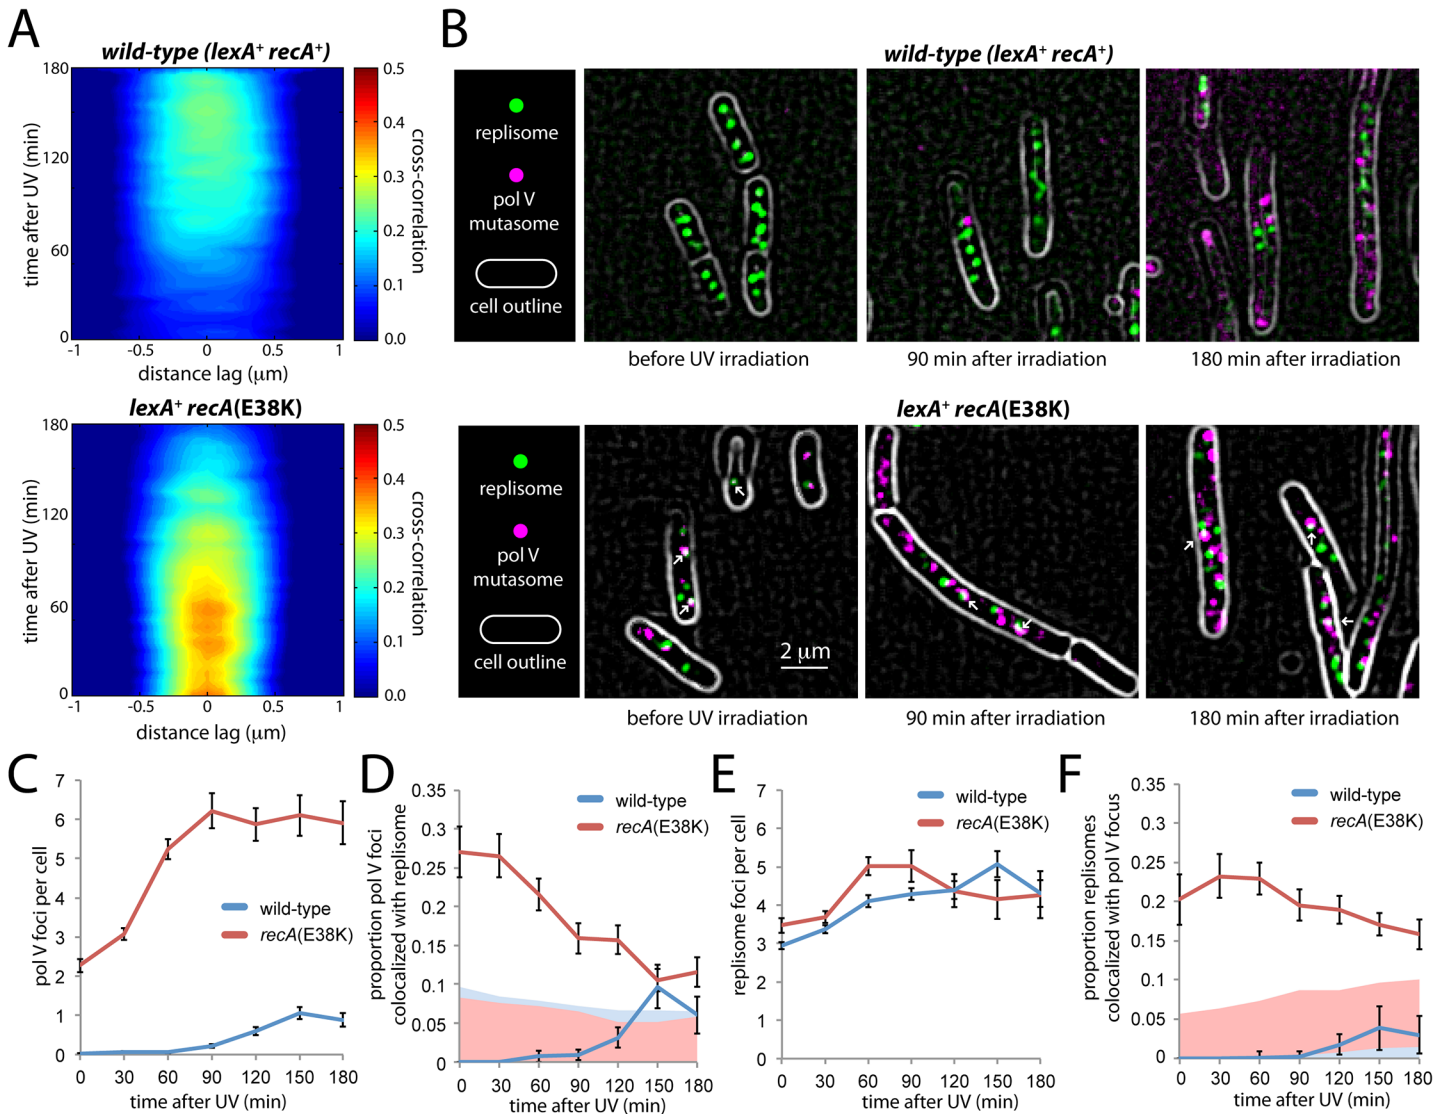 A
wild-type (lexA⁺ recA⁺)
180
120
60
0
time after UV (min)
-1 -0.5 0 0.5 1
distance lag (μm)
0.5
0.4
0.3
0.2
0.1
0.0
cross-correlation
lexA⁺ recA(E38K)
180
120
60
0
time after UV (min)
-1 -0.5 0 0.5 1
distance lag (μm)
0.5
0.4
0.3
0.2
0.1
0.0
cross-correlation
B
wild-type (lexA⁺ recA⁺)
replisome
pol V
mutasome
cell outline
before UV irradiation
90 min after irradiation
180 min after irradiation
lexA⁺ recA(E38K)
replisome
pol V
mutasome
cell outline
2 μm
before UV irradiation
90 min after irradiation
180 min after irradiation
C
7
6
5
4
3
2
1
0
pol V foci per cell
wild-type
recA(E38K)
0 30 60 90 120 150 180
time after UV (min)
D
0.35
0.3
0.25
0.2
0.15
0.1
0.05
0
proportion pol V foci
colocalized with replisome
wild-type
recA(E38K)
0 30 60 90 120 150 180
time after UV (min)
E
7
6
5
4
3
2
1
0
replisome foci per cell
wild-type
recA(E38K)
0 30 60 90 120 150 180
time after UV (min)
F
0.35
0.3
0.25
0.2
0.15
0.1
0.05
0
proportion replisomes
colocalized with pol V focus
wild-type
recA(E38K)
0 30 60 90 120 150 180
time after UV (min)